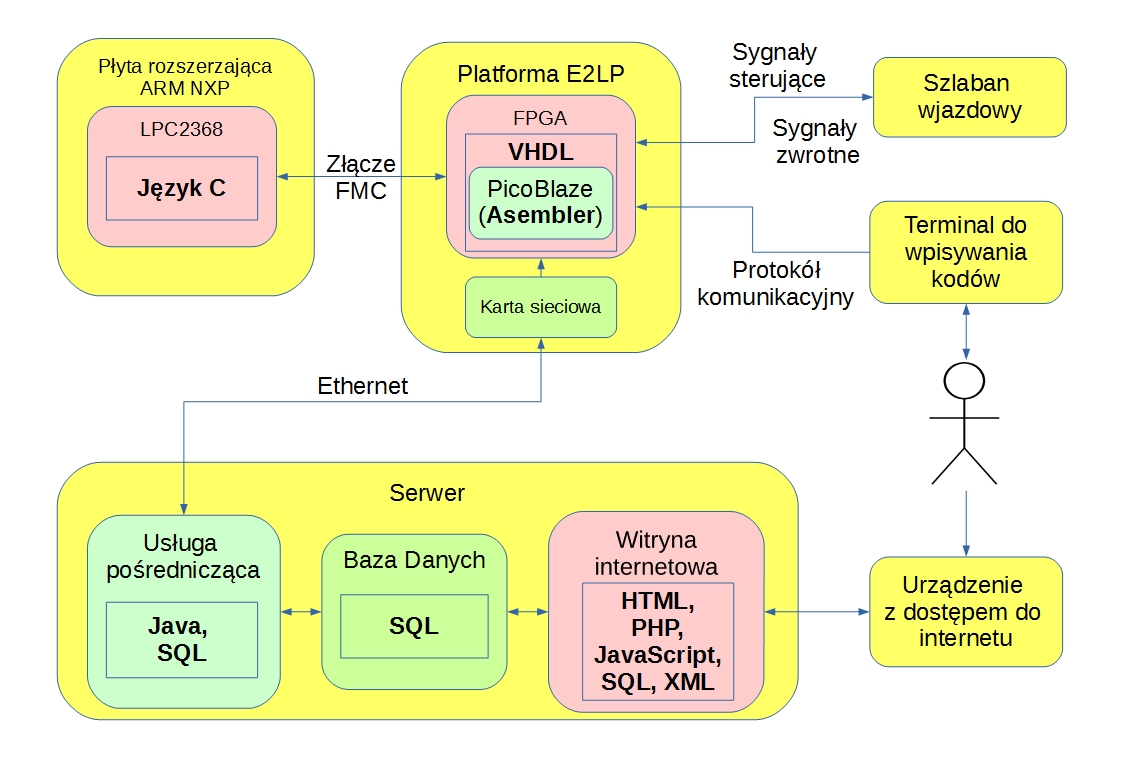 Płyta rozszerzająca
ARM NXP
LPC2368
Język C
Złącze
FMC
Platforma E2LP
FPGA
VHDL
PicoBlaze
(Asembler)
Karta sieciowa
Sygnały
sterujące
Sygnały
zwrotne
Szlaban
wjazdowy
Protokół
komunikacyjny
Terminal do
wpisywania
kodów
Ethernet
Serwer
Usługa
pośrednicząca
Java,
SQL
Baza Danych
SQL
Witryna
internetowa
HTML,
PHP,
JavaScript,
SQL, XML
Urządzenie
z dostępem do
internetu